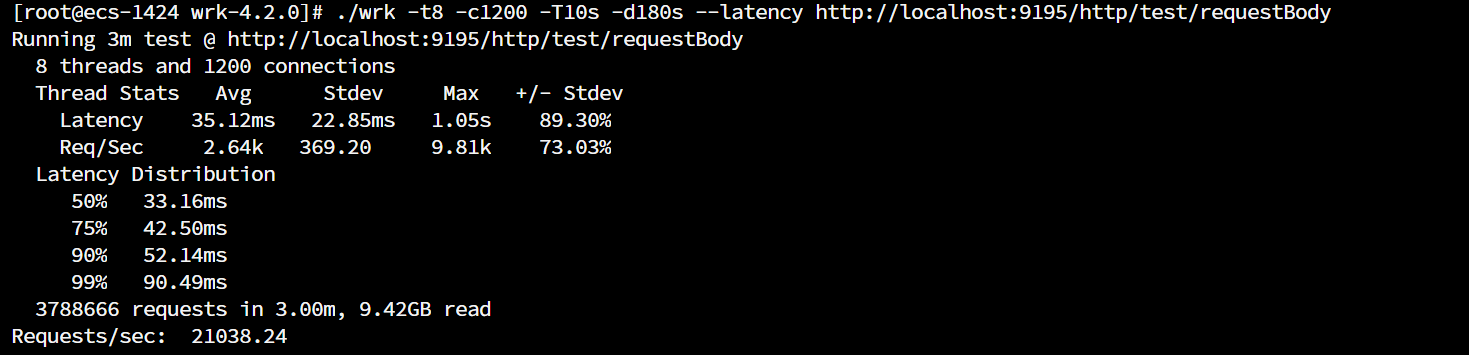 [root@ecs-1424 wrk-4.2.0]# ./wrk -t8 -c1200 -T10s -d180s --latency http://localhost:9195/http/test/requestBody
Running 3m test @ http://localhost:9195/http/test/requestBody
  8 threads and 1200 connections
  Thread Stats   Avg      Stdev     Max   +/- Stdev
    Latency    35.12ms   22.85ms   1.05s    89.30%
    Req/Sec     2.64k   369.20     9.81k    73.03%
  Latency Distribution
     50%   33.16ms
     75%   42.50ms
     90%   52.14ms
     99%   90.49ms
  3788666 requests in 3.00m, 9.42GB read
Requests/sec:  21038.24